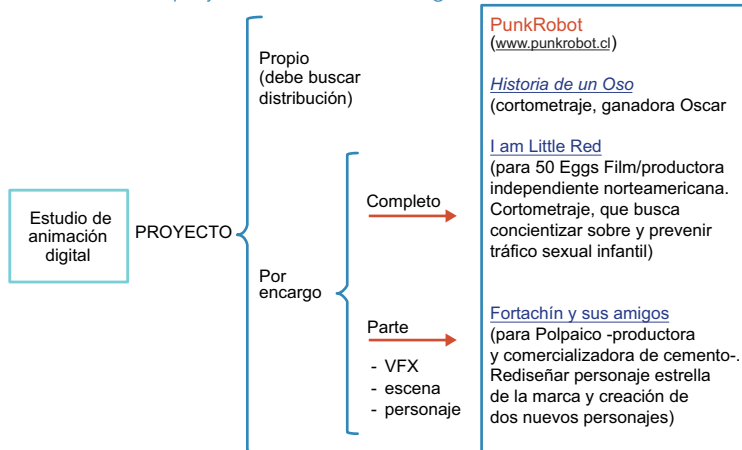 Estudio de
animación
digital
PROYECTO
Propio
(debe buscar
distribución)
Por
encargo
Completo
Parte
- VFX
- escena
- personaje
PunkRobot
(www.punkrobot.cl)
Historia de un Oso
(cortometraje, ganadora Oscar
I am Little Red
(para 50 Eggs Film/productora
independiente norteamericana.
Cortometraje, que busca
concientizar sobre y prevenir
tráfico sexual infantil)
Fortachín y sus amigos
(para Polpaico -productora
y comercializadora de cemento-.
Rediseñar personaje estrella
de la marca y creación de
dos nuevos personajes)